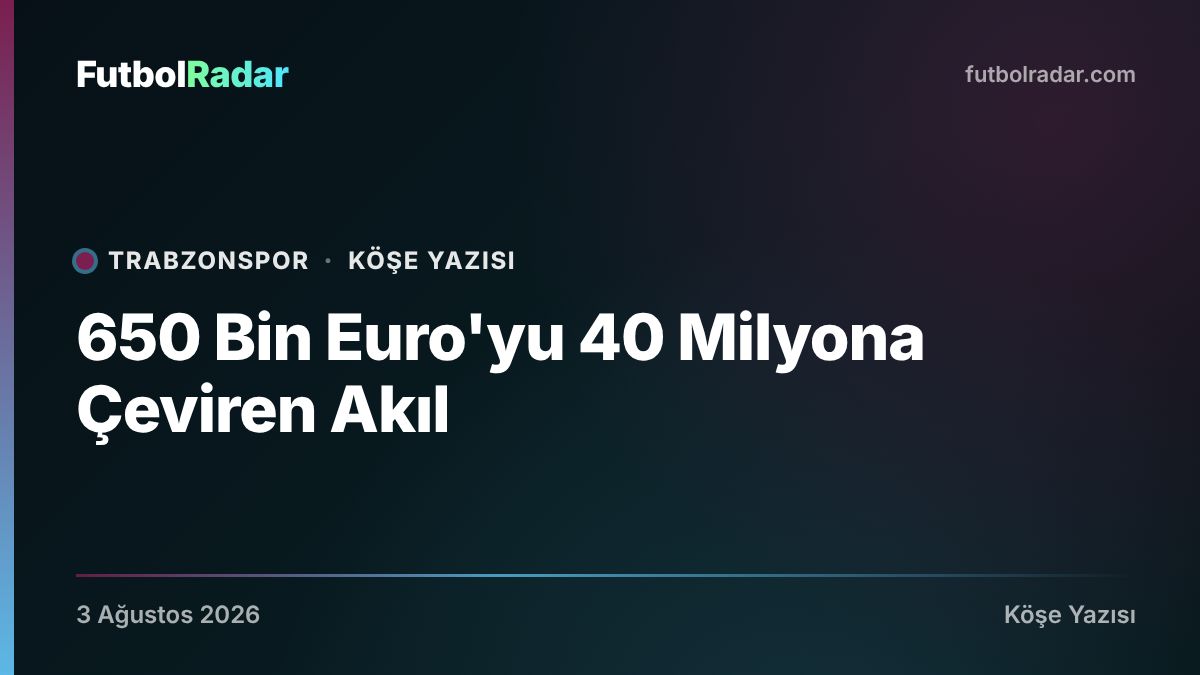 FutbolRadar
futbolradar.com
TRABZONSPOR · KÖŞE YAZISI
650 Bin Euro'yu 40 Milyona
Çeviren Akıl
3 Ağustos 2026
Köşe Yazısı